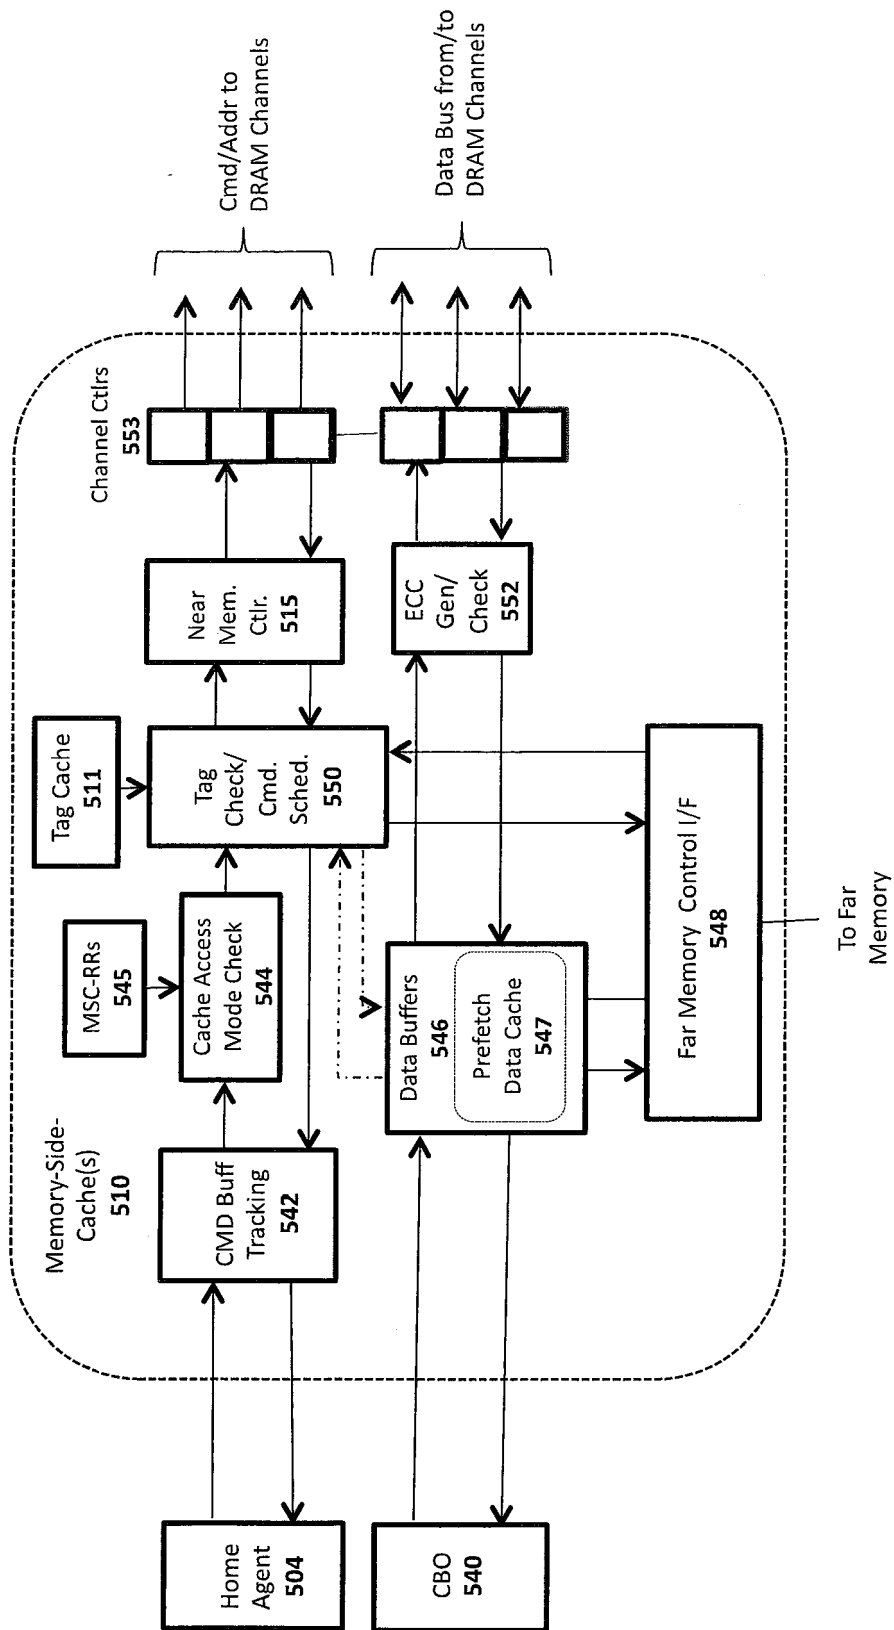 Memory-Side-
Cache(s)
510
Home
Agent
504
CBO
540
CMD Buff
Tracking
542
MSC-RRs
545
Cache Access
Mode Check
544
Tag Cache
511
Tag
Check/
Cmd.
Sched.
550
Near
Mem.
Ctlr.
515
Channel Ctlrs
553
Cmd/Addr to
DRAM Channels
Data Buffers
546
Prefetch
Data Cache
547
ECC
Gen/
Check
552
Data Bus from/to
DRAM Channels
Far Memory Control I/F
548
To Far
Memory